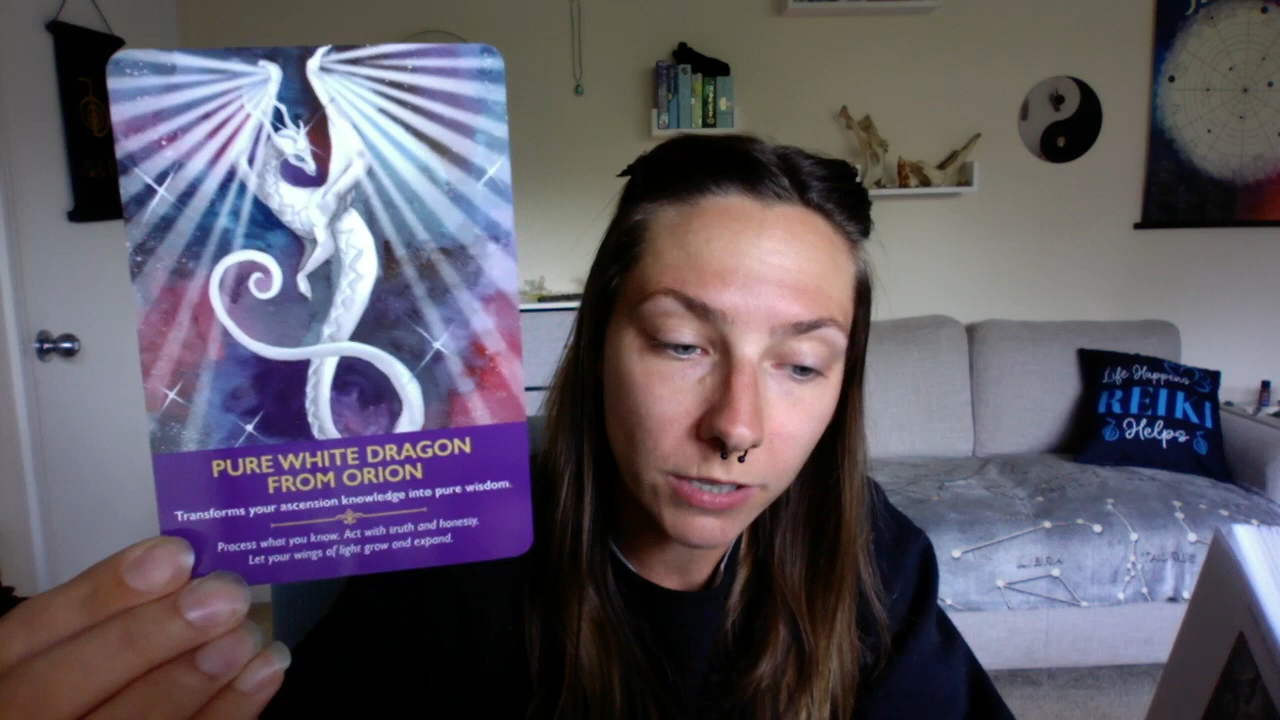 PURE WHITE DRAGON
FROM ORION
Transforms your ascension knowledge into pure wisdom.
Process what you know. Act with truth and honesty.
Let your wings of light grow and expand.
Life Happens
REIKI
Helps
LIBRA
TAURUS